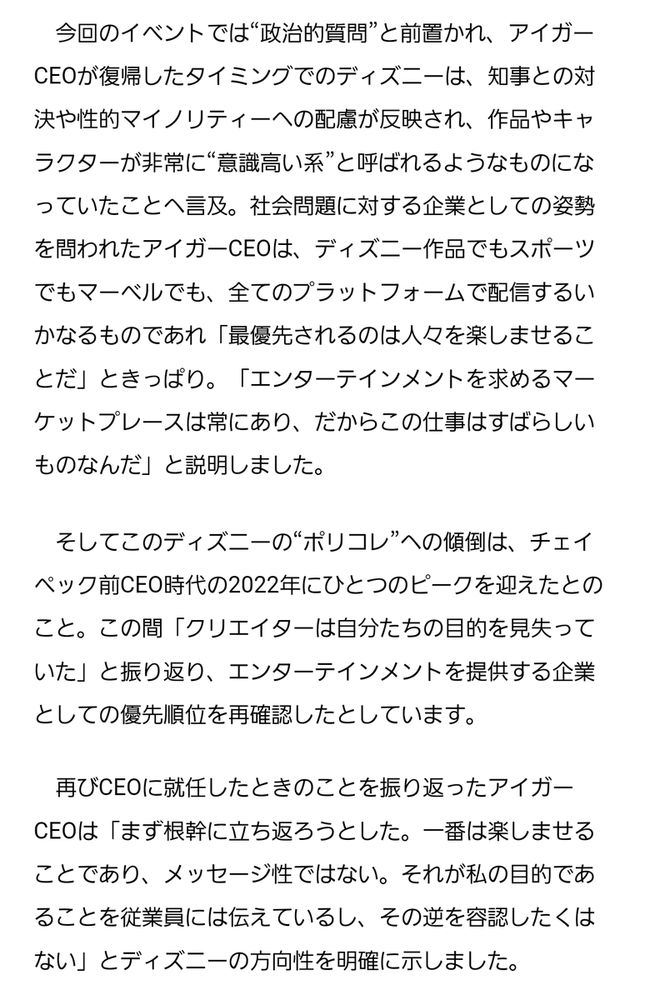 今回のイベントでは“政治的質問”と前置かれ、アイガー
CEOが復帰したタイミングでのディズニーは、知事との対
決や性的マイノリティーへの配慮が反映され、作品やキャ
ラクターが非常に“意識高い系”と呼ばれるようなものにな
っていたことへ言及。社会問題に対する企業としての姿勢
を問われたアイガーCEOは、ディズニー作品でもスポーツ
でもマーベルでも、全てのプラットフォームで配信するい
かなるものであれ「最優先されるのは人々を楽しませるこ
とだ」ときっぱり。「エンターテインメントを求めるマー
ケットプレースは常にあり、だからこの仕事はすばらしい
ものなんだ」と説明しました。
　そしてこのディズニーの“ポリコレ”への傾倒は、チェイ
ペック前CEO時代の2022年にひとつのピークを迎えたとの
こと。この間「クリエイターは自分たちの目的を見失って
いた」と振り返り、エンターテインメントを提供する企業
としての優先順位を再確認したとしています。
　再びCEOに就任したときのことを振り返ったアイガー
CEOは「まず根幹に立ち返ろうとした。一番は楽しませる
ことであり、メッセージ性ではない。それが私の目的であ
ることを従業員には伝えているし、その逆を容認したくは
ない」とディズニーの方向性を明確に示しました。